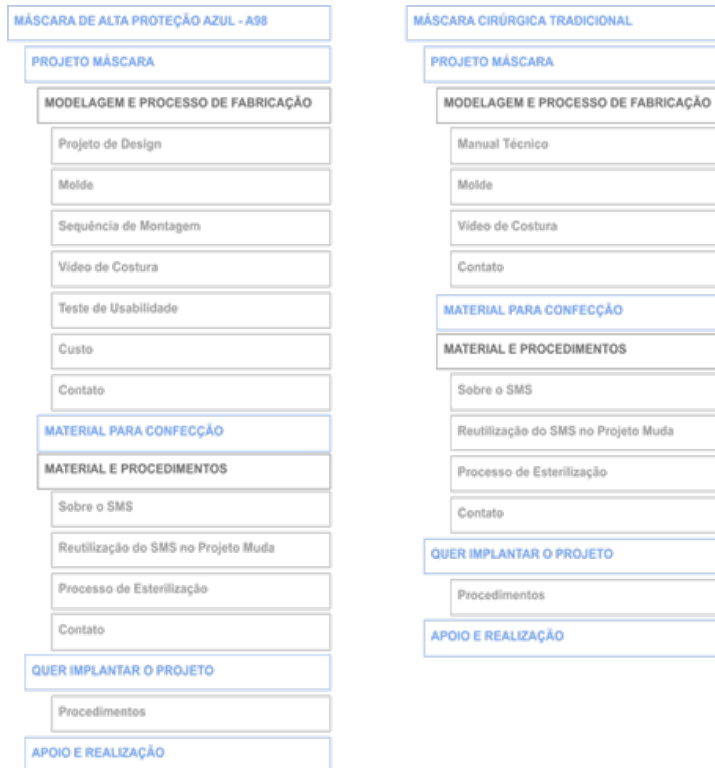 MÁSCARA DE ALTA PROTEÇÃO AZUL - A98
PROJETO MÁSCARA
MODELAGEM E PROCESSO DE FABRICAÇÃO
Projeto de Design
Molde
Sequência de Montagem
Vídeo de Costura
Teste de Usabilidade
Custo
Contato
MATERIAL PARA CONFECÇÃO
MATERIAL E PROCEDIMENTOS
Sobre o SMS
Reutilização do SMS no Projeto Muda
Processo de Esterilização
Contato
QUER IMPLANTAR O PROJETO
Procedimentos
APOIO E REALIZAÇÃO
MÁSCARA CIRÚRGICA TRADICIONAL
PROJETO MÁSCARA
MODELAGEM E PROCESSO DE FABRICAÇÃO
Manual Técnico
Molde
Vídeo de Costura
Contato
MATERIAL PARA CONFECÇÃO
MATERIAL E PROCEDIMENTOS
Sobre o SMS
Reutilização do SMS no Projeto Muda
Processo de Esterilização
Contato
QUER IMPLANTAR O PROJETO
Procedimentos
APOIO E REALIZAÇÃO